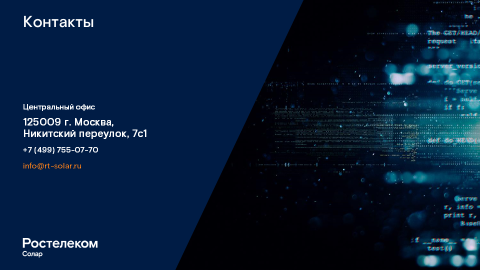 Контакты
Центральный офис
125009 г. Москва,
Никитский переулок, 7с1
+7 (499) 755-07-70
info@rt-solar.ru
Ростелеком
Солар